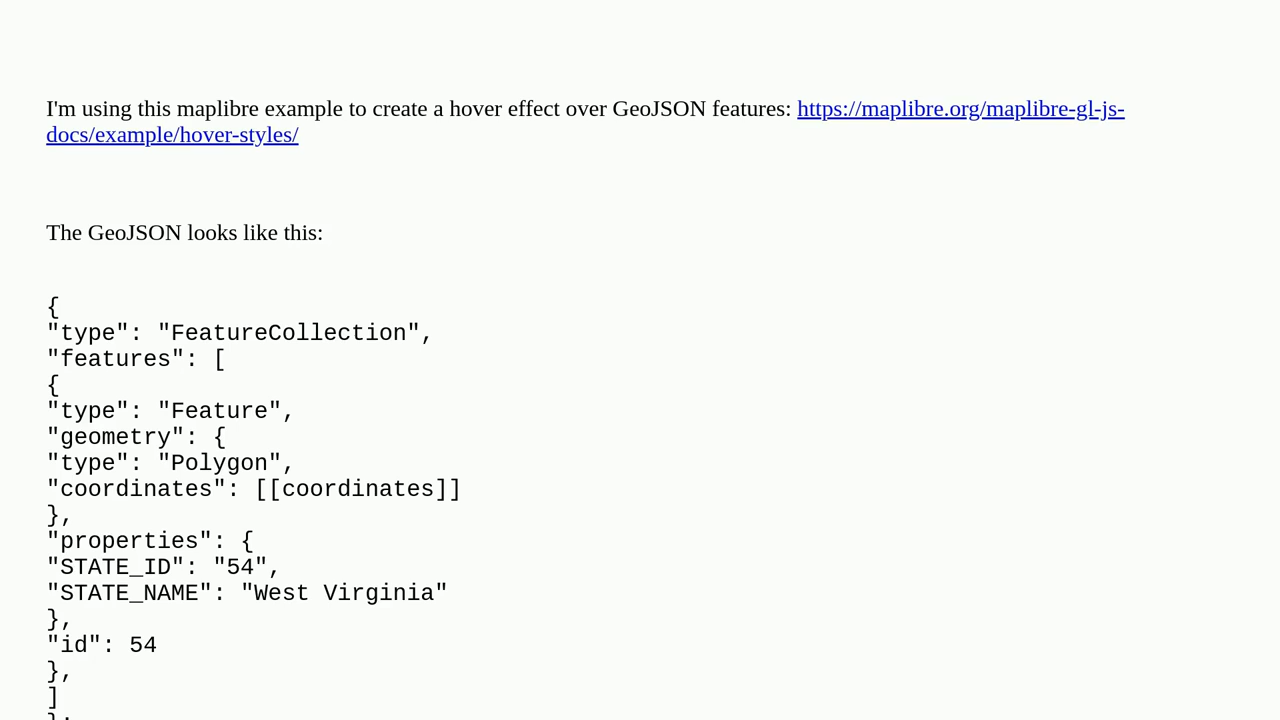 I'm using this maplibre example to create a hover effect over GeoJSON features: https://maplibre.org/maplibre-gl-js-
docs/example/hover-styles/
The GeoJSON looks like this:
{
"type": "FeatureCollection",
"features": [
{
"type": "Feature",
"geometry": {
"type": "Polygon",
"coordinates": [[coordinates]]
},
"properties": {
"STATE_ID": "54",
"STATE_NAME": "West Virginia"
},
"id": 54
},
]